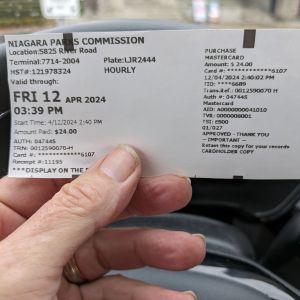 NIAGARA PARKS COMMISSION
Location:5825 River Road
Terminal:7714-2004 Plate:LJR2444
HST#:121978324 HOURLY
Valid through:
FRI 12 APR 2024
03:39 PM
Start Time: 4/12/2024 2:40 PM
Amount Paid: $24.00
AUTH: 047445
TRN: 0012590070-H
Card #: ************6107
Receipt #:11195
**DISPLAY ON THE
PURCHASE
MASTERCARD
Amount: $ 24.00
Card #: ************6107
12/04/2024 2:40:02 PM
TID: ****6689
Trans.Ref.: 0012590070 H
Auth #: 047445
Mastercard
AID: A0000000041010
TVR: 0000008001
TSI: E800
01/027
APPROVED - THANK YOU
-- IMPORTANT --
Retain this copy for your records
CARDHOLDER COPY